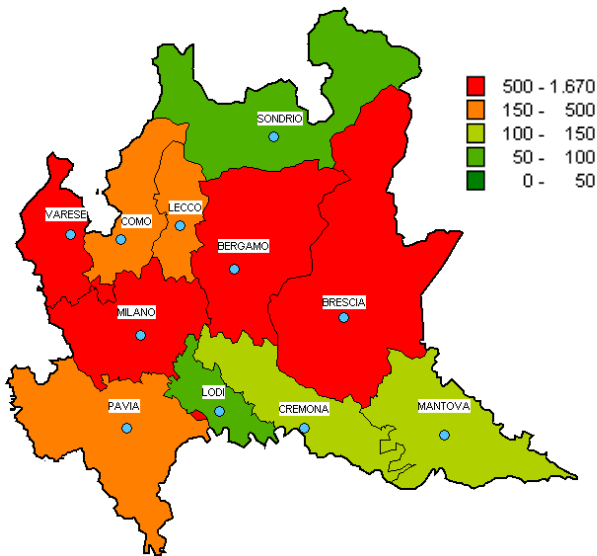 SONDRIO
500 - 1.670
150 - 500
100 - 150
50 - 100
0 - 50
LECCO
VARESE
COMO
BERGAMO
BRESCIA
MILANO
LODI
PAVIA
CREMONA
MANTOVA